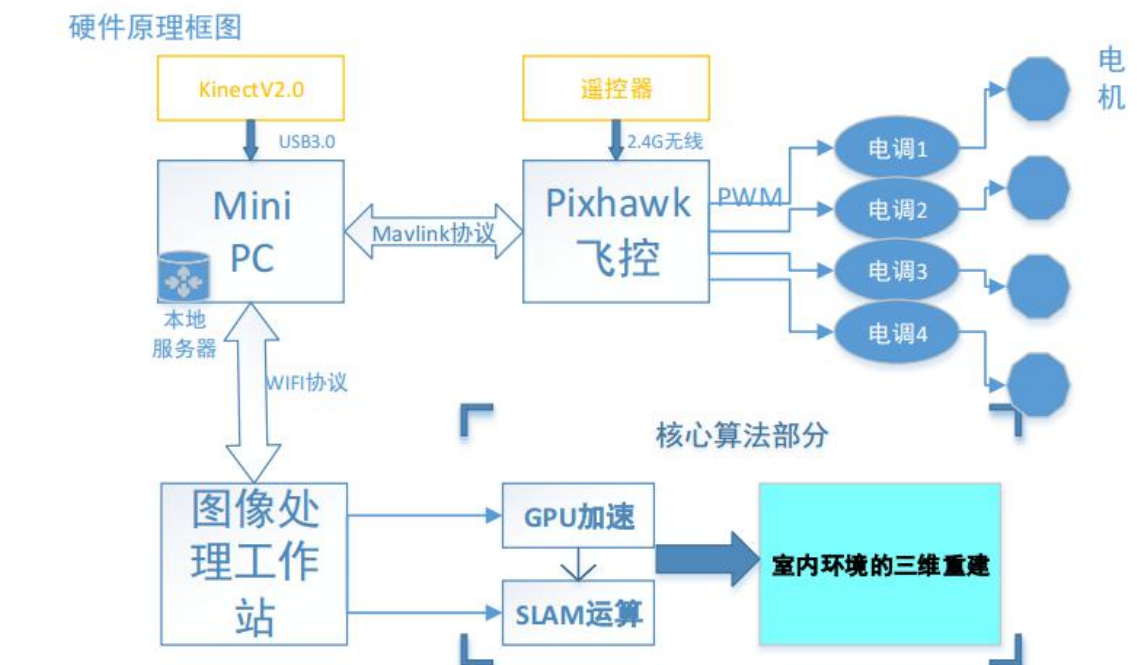 硬件原理框图
电
机
KinectV2.0
遥控器
USB3.0
2.4G无线
Mini
PC
Mavlink协议
Pixhawk
飞控
PWM
电调1
电调2
电调3
电调4
本地
服务器
WIFI协议
核心算法部分
图像处
理工作
站
GPU加速
SLAM运算
室内环境的三维重建